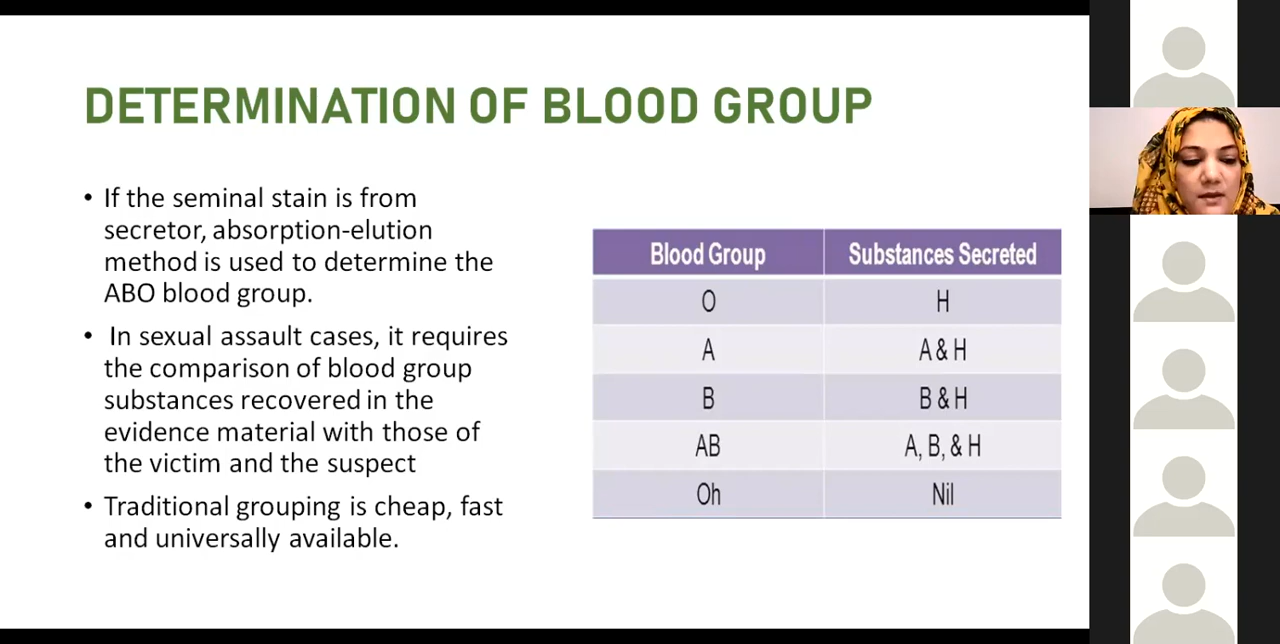 DETERMINATION OF BLOOD GROUP
• If the seminal stain is from
secretor, absorption-elution
method is used to determine the
ABO blood group.
• In sexual assault cases, it requires
the comparison of blood group
substances recovered in the
evidence material with those of
the victim and the suspect
• Traditional grouping is cheap, fast
and universally available.
Blood Group Substances Secreted
O H
A A & H
B B & H
AB A, B, & H
Oh Nil